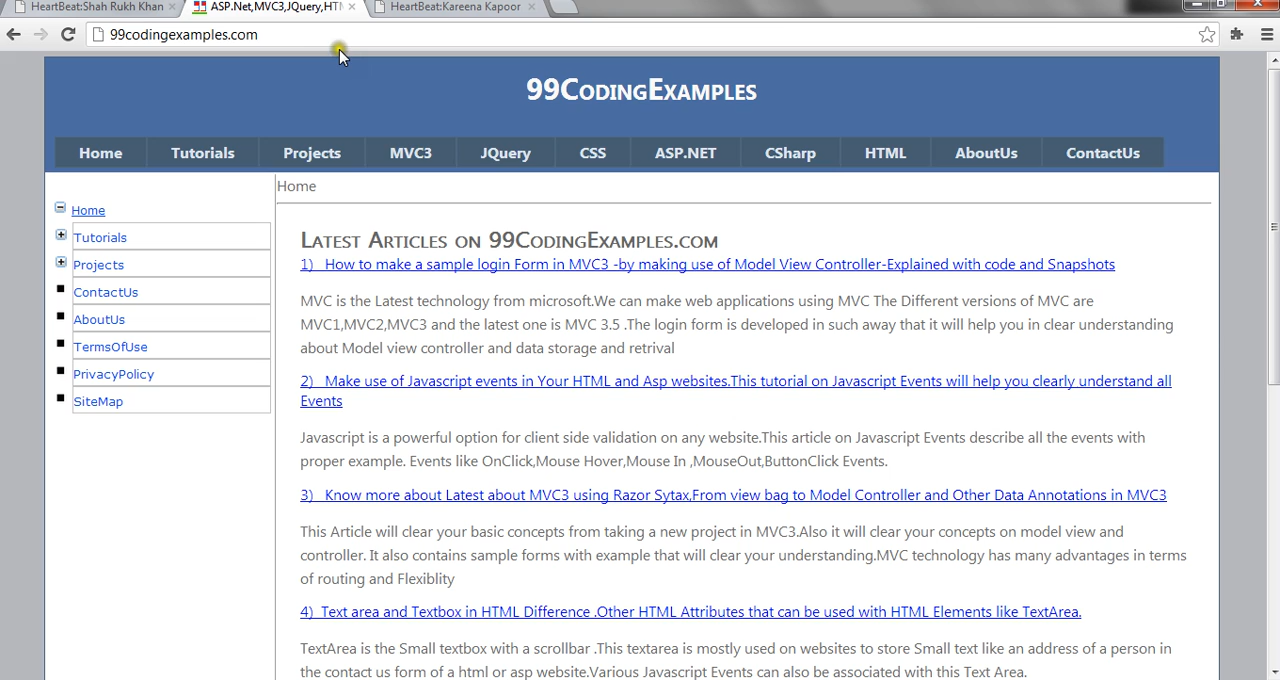 HeartBeat:Shah Rukh Khan
ASP.Net,MVC3,JQuery,HTM
HeartBeat:Kareena Kapoor
99codingexamples.com
99CodingExamples
Home Tutorials Projects MVC3 JQuery CSS ASP.NET CSharp HTML AboutUs ContactUs
Home
Tutorials
Projects
ContactUs
AboutUs
TermsOfUse
PrivacyPolicy
SiteMap
Home
Latest Articles on 99CodingExamples.com
1) How to make a sample login Form in MVC3 -by making use of Model View Controller-Explained with code and Snapshots
MVC is the Latest technology from microsoft.We can make web applications using MVC The Different versions of MVC are
MVC1,MVC2,MVC3 and the latest one is MVC 3.5 .The login form is developed in such away that it will help you in clear understanding
about Model view controller and data storage and retrival
2) Make use of Javascript events in Your HTML and Asp websites.This tutorial on Javascript Events will help you clearly understand all
Events
Javascript is a powerful option for client side validation on any website.This article on Javascript Events describe all the events with
proper example. Events like OnClick,Mouse Hover,Mouse In ,MouseOut,ButtonClick Events.
3) Know more about Latest about MVC3 using Razor Sytax,From view bag to Model Controller and Other Data Annotations in MVC3
This Article will clear your basic concepts from taking a new project in MVC3.Also it will clear your concepts on model view and
controller. It also contains sample forms with example that will clear your understanding.MVC technology has many advantages in terms
of routing and Flexiblity
4) Text area and Textbox in HTML Difference .Other HTML Attributes that can be used with HTML Elements like TextArea.
TextArea is the Small textbox with a scrollbar .This textarea is mostly used on websites to store Small text like an address of a person in
the contact us form of a html or asp website.Various Javascript Events can also be associated with this Text Area.